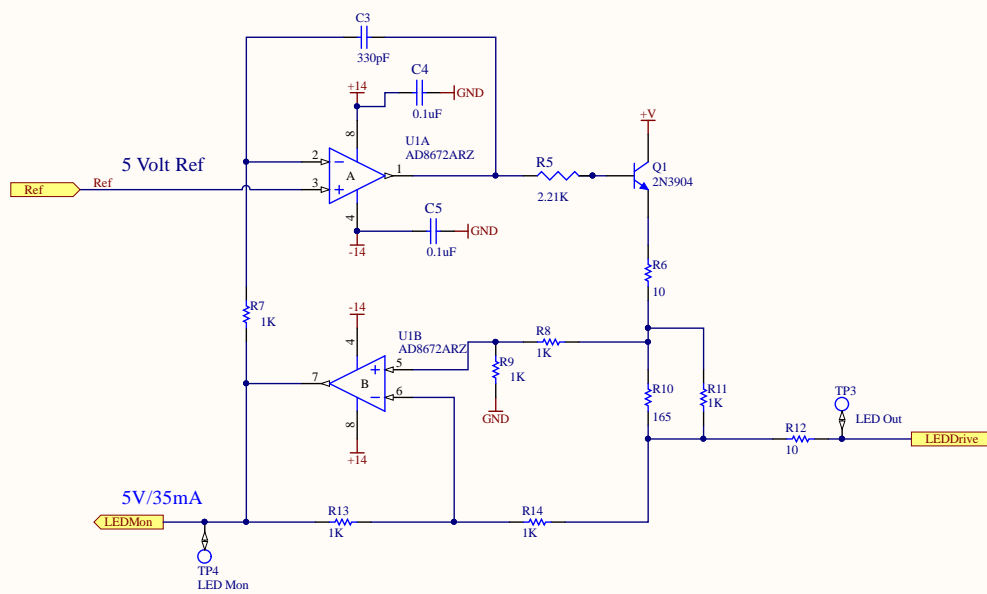 C3
330pF
+14
C4
GND
0.1uF
8
U1A
AD8672ARZ
+V
5 Volt Ref
2
A
1
R5
Q1
2N3904
Ref
Ref
3
2.21K
4
C5
GND
-14
0.1uF
R6
10
R7
1K
-14
4
U1B
AD8672ARZ
R8
1K
5
R9
1K
7
B
6
R10
165
R11
1K
TP3
GND
LED Out
8
R12
10
LEDDrive
+14
5V/35mA
LEDMon
R13
1K
R14
1K
TP4
LED Mon